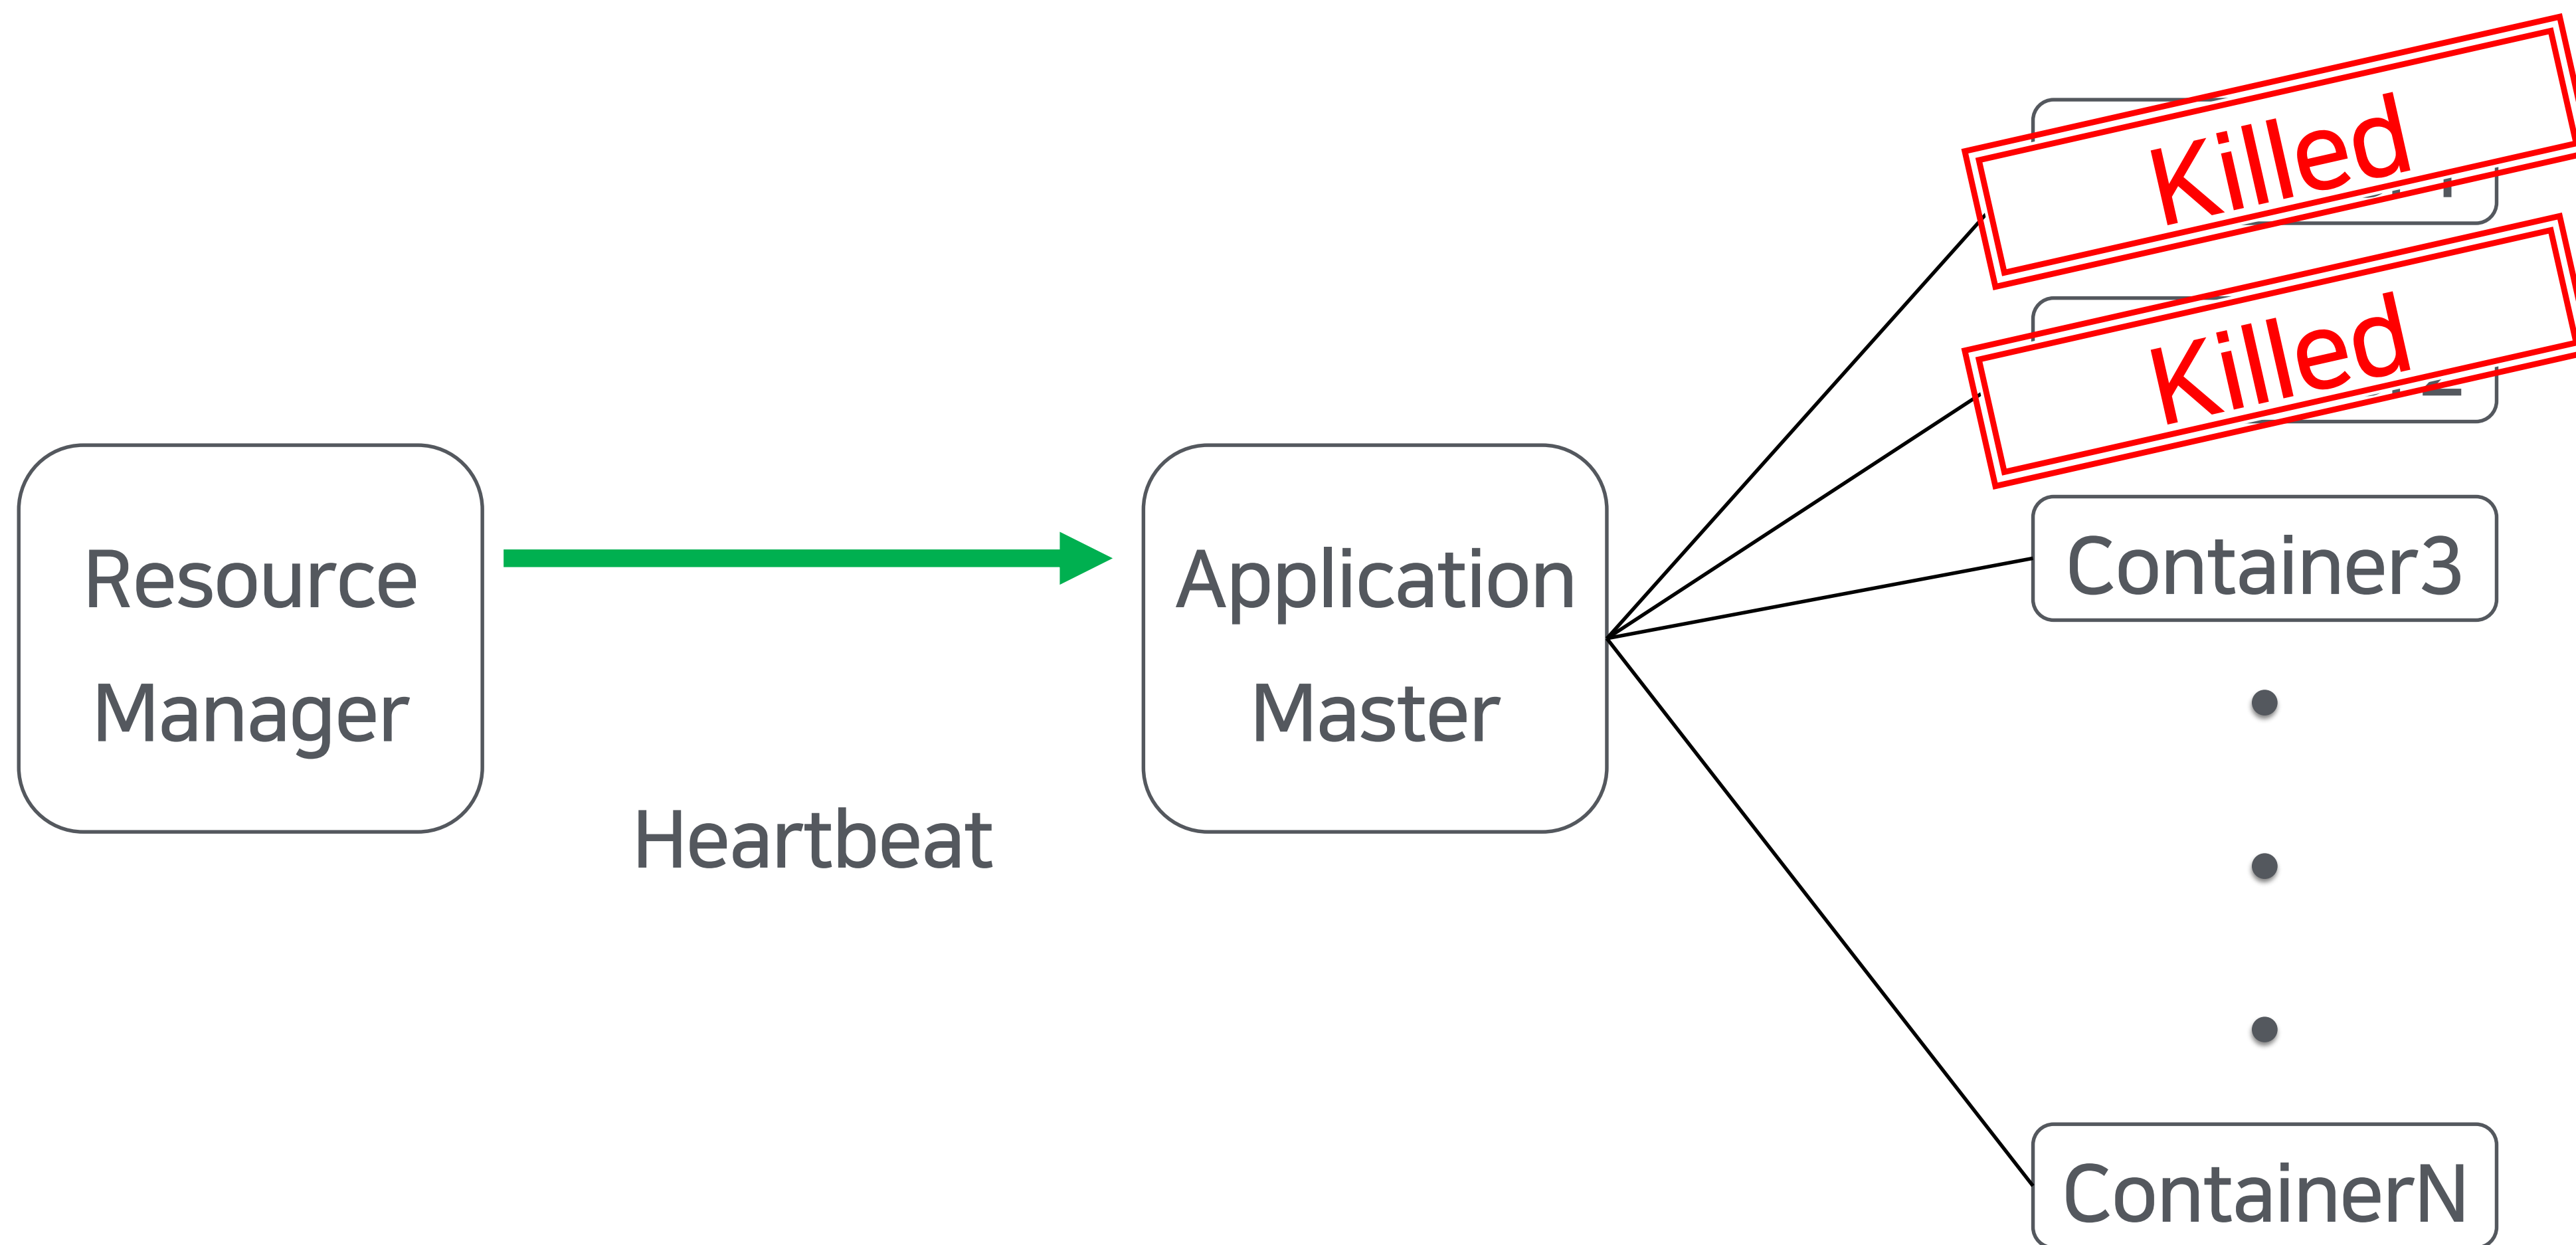 Killed
Killed
Resource
Manager
Heartbeat
Application
Master
Container3
ContainerN